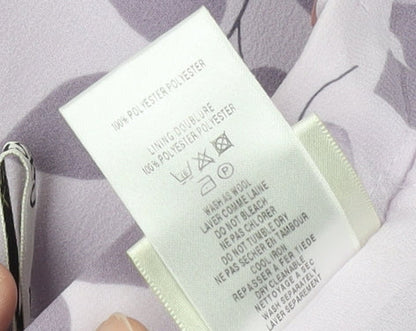 100% POLYESTER POLYESTER
LINING DOUBLURE
100% POLYESTER POLYESTER
P
WASH AS WOOL
LAVER COMME LAINE
DO NOT BLEACH
NE PAS CHLORER
DO NOT TUMBLE DRY
NE PAS SECHER EN TAMBOUR
COOL IRON
REPASSER A FER TIEDE
DRY CLEANABLE
NETTOYAGE A SEC
WASH SEPARATELY
LAVER SEPAREMENT